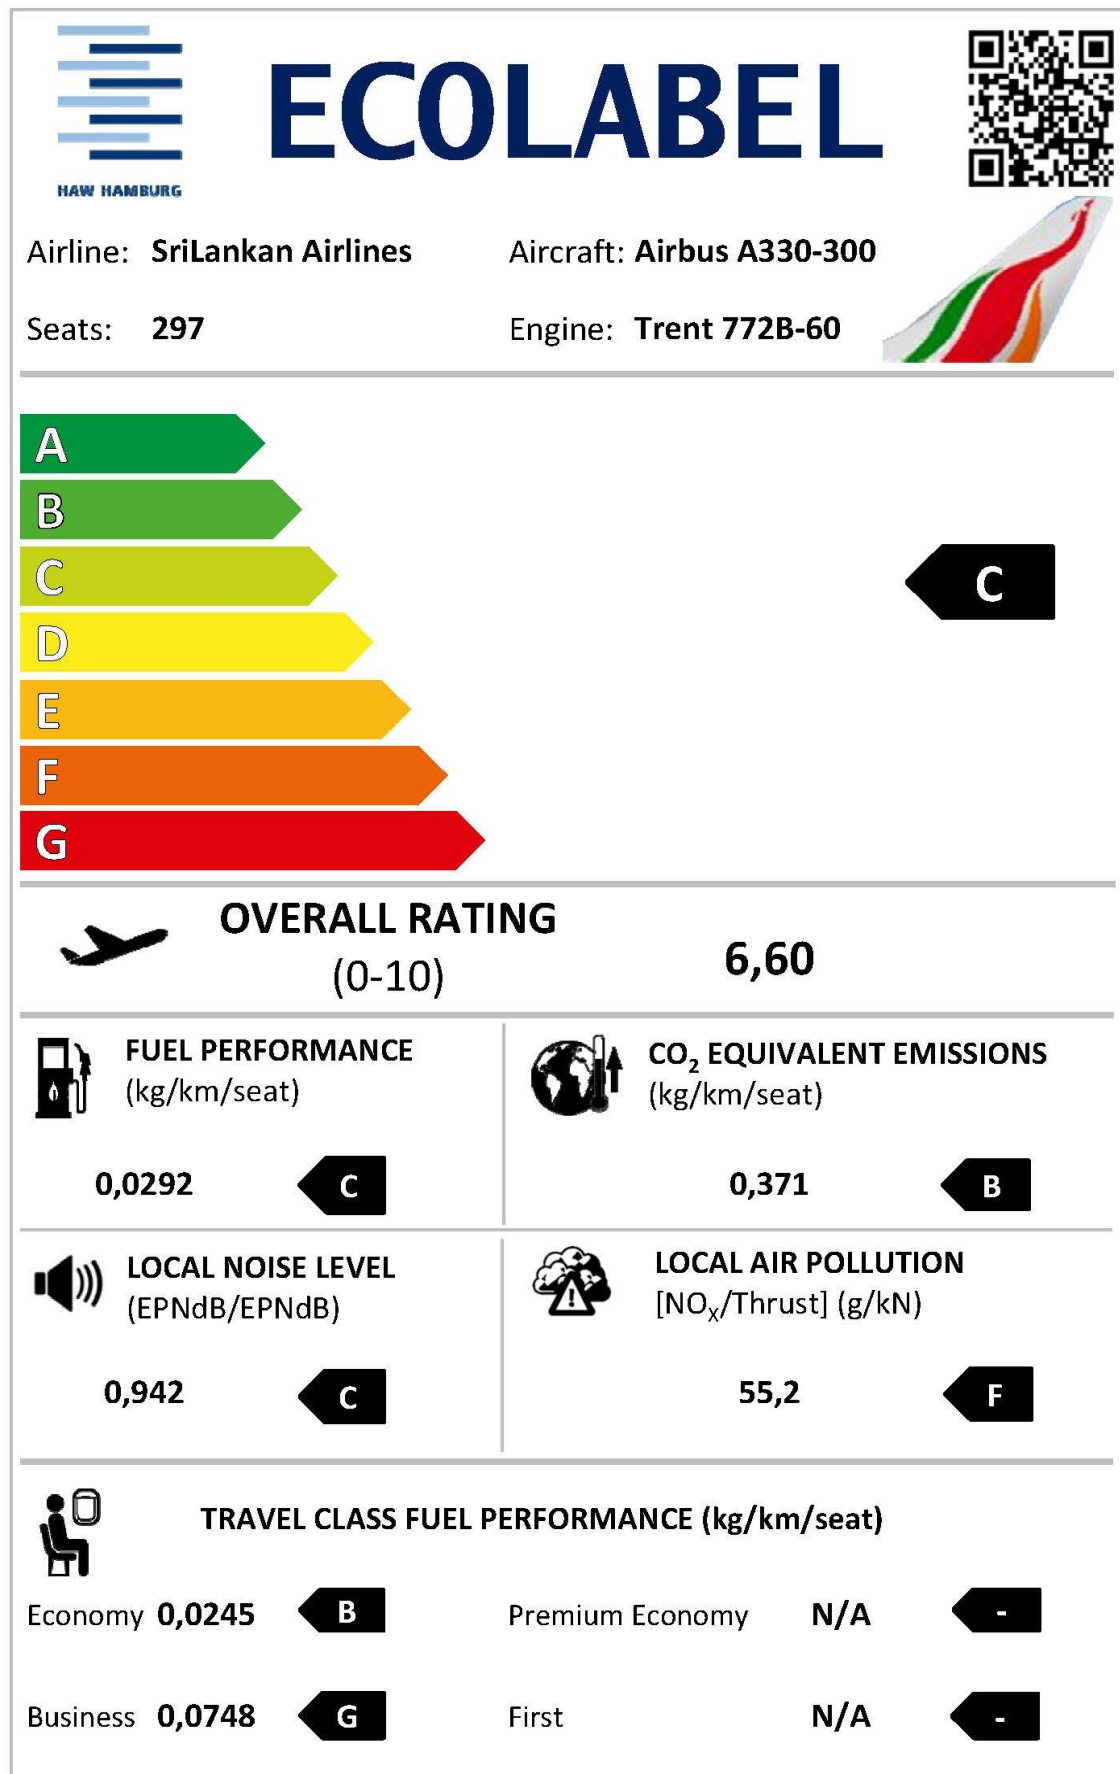 ECOLABEL
HAW HAMBURG
Airline: SriLankan Airlines Aircraft: Airbus A330-300
Seats: 297 Engine: Trent 772B-60
A
B
C
C
D
E
F
G
OVERALL RATING
(0-10)
6,60
FUEL PERFORMANCE
(kg/km/seat)
0,0292 C
CO₂ EQUIVALENT EMISSIONS
(kg/km/seat)
0,371 B
LOCAL NOISE LEVEL
(EPNdB/EPNdB)
0,942 C
LOCAL AIR POLLUTION
[NOₓ/Thrust] (g/kN)
55,2 F
TRAVEL CLASS FUEL PERFORMANCE (kg/km/seat)
Economy 0,0245 B Premium Economy N/A -
Business 0,0748 G First N/A -